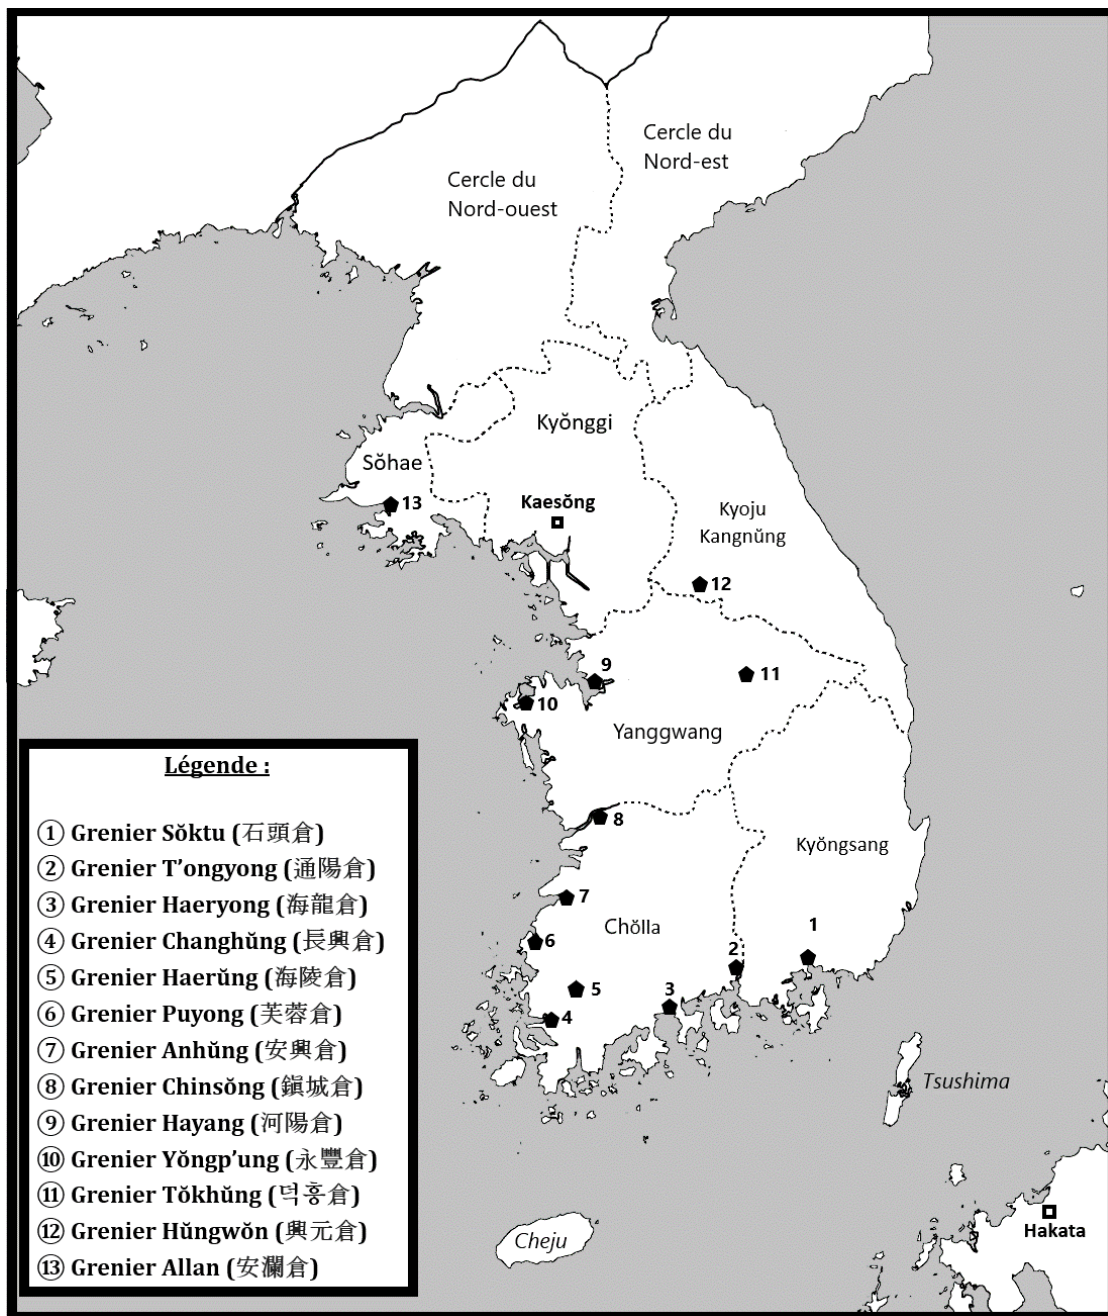 Cercle du
Nord-est
Cercle du
Nord-ouest
Kyŏnggi
Sŏhae
13
Kaesŏng
Kyoju
Kangnŭng
12
9
11
10
Yanggwang
8
Kyŏngsang
7
Chŏlla
1
6
2
5
3
4
Tsushima
Cheju
Hakata
Légende :
① Grenier Sŏktu (石頭倉)
② Grenier T’ongyong (通陽倉)
③ Grenier Haeryong (海龍倉)
④ Grenier Changhŭng (長興倉)
⑤ Grenier Haerŭng (海陵倉)
⑥ Grenier Puyong (芙蓉倉)
⑦ Grenier Anhŭng (安興倉)
⑧ Grenier Chinsŏng (鎭城倉)
⑨ Grenier Hayang (河陽倉)
⑩ Grenier Yŏngp’ung (永豐倉)
⑪ Grenier Tŏkhŭng (덕흥倉)
⑫ Grenier Hŭngwŏn (興元倉)
⑬ Grenier Allan (安瀾倉)